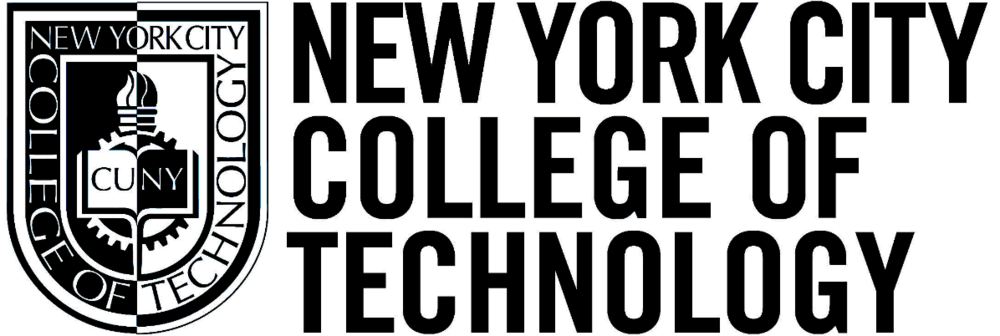 NEW YORK CITY
COLLEGE OF TECHNOLOGY
CUNY
NEW YORK CITY
COLLEGE OF
TECHNOLOGY